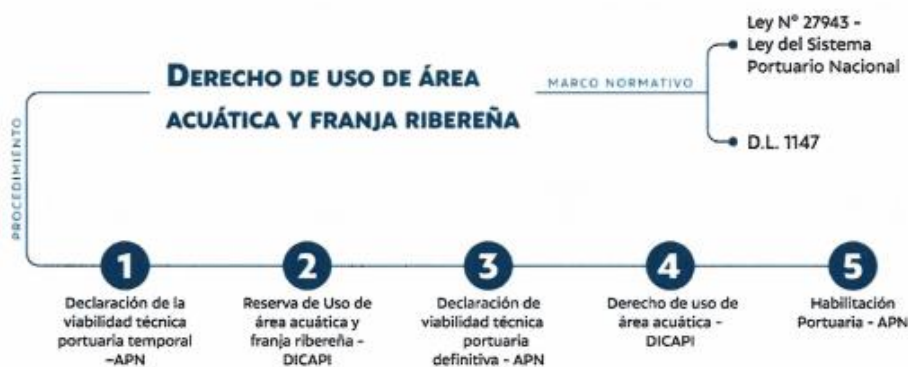 Ley N° 27943 -
Ley del Sistema
Portuario Nacional
DERECHO DE USO DE ÁREA
ACUÁTICA Y FRANJA RIBEREÑA
MARCO NORMATIVO
D.L. 1147
PROCEDIMIENTO
1
Declaración de la
viabilidad técnica
portuaria temporal
–APN
2
Reserva de Uso de
área acuática y
franja ribereña -
DICAPI
3
Declaración de
viabilidad técnica
portuaria
definitiva - APN
4
Derecho de uso de
área acuática -
DICAPI
5
Habilitación
Portuaria - APN